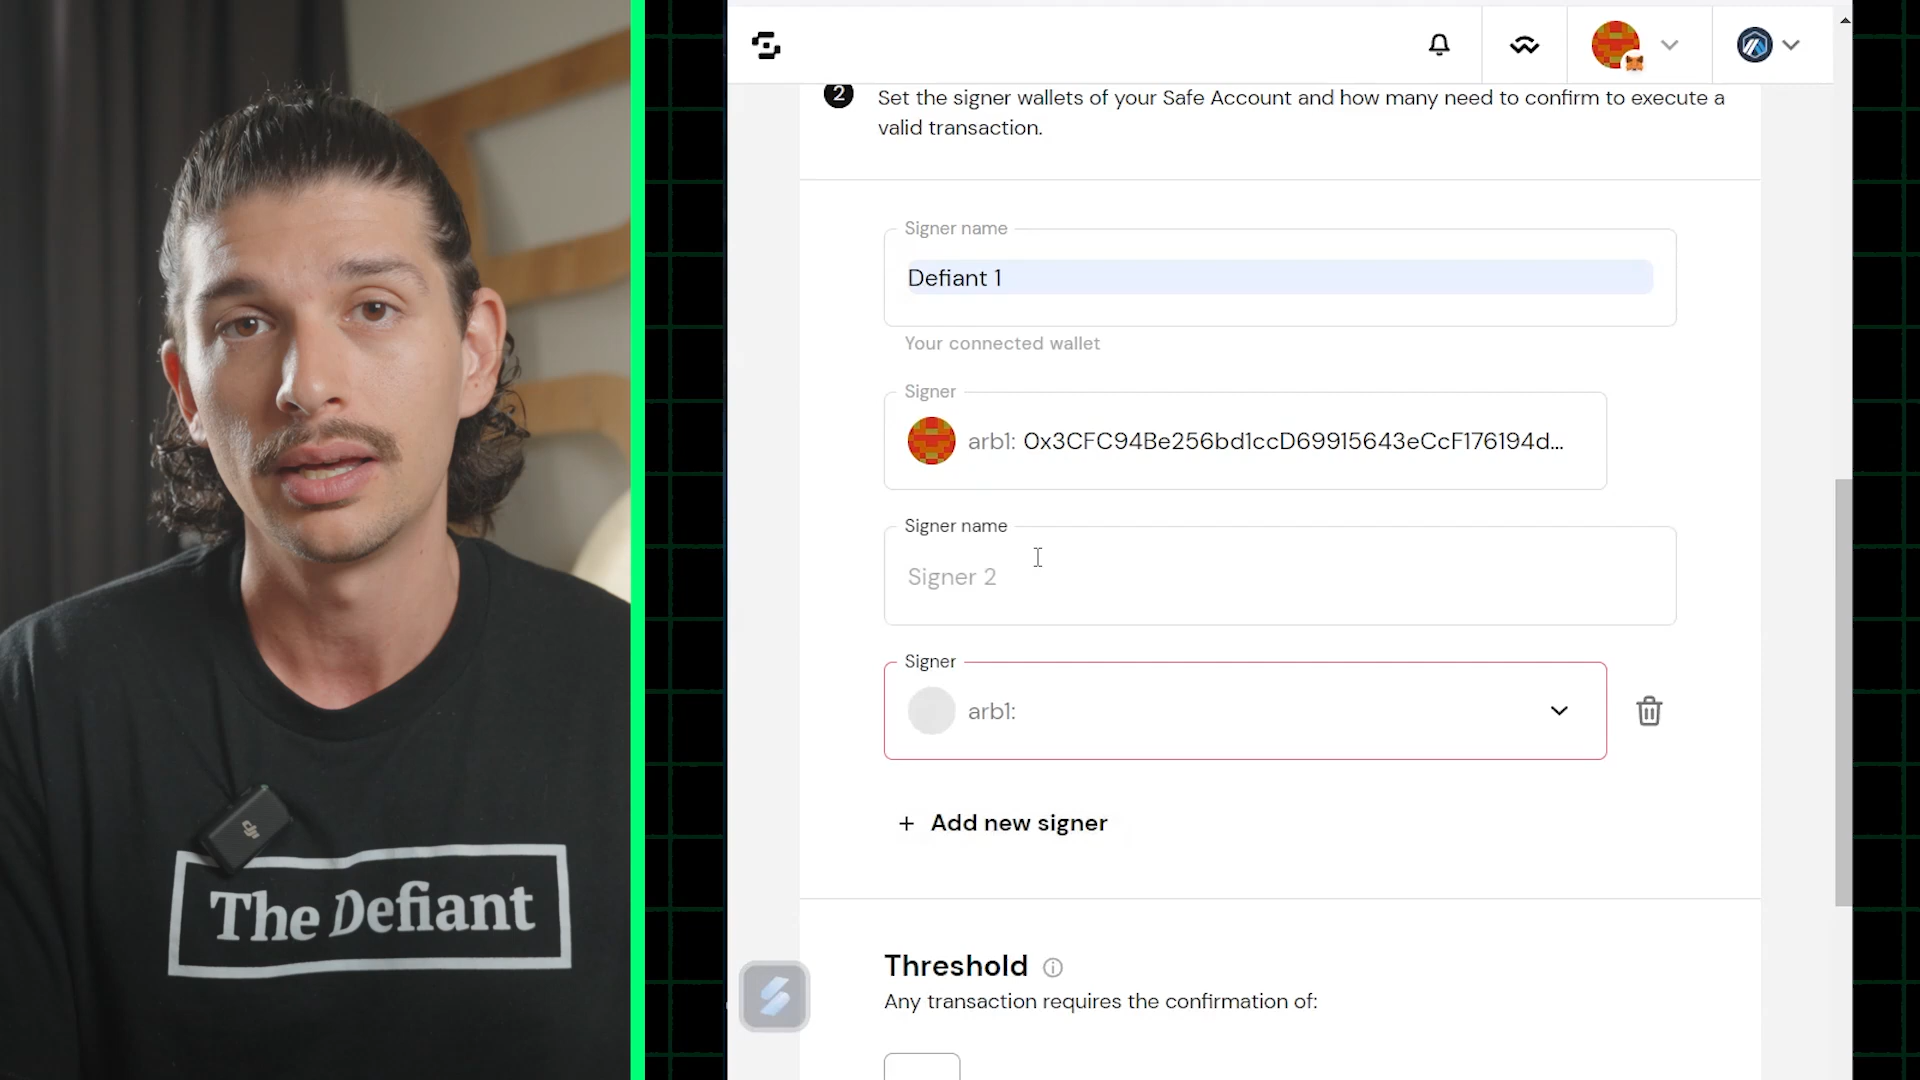 The Defiant
2
Set the signer wallets of your Safe Account and how many need to confirm to execute a
valid transaction.
Signer name
Defiant 1
Your connected wallet
Signer
arb1: 0x3CFC94Be256bd1ccD69915643eCcF176194d...
Signer name
Signer 2
Signer
arb1:
+ Add new signer
Threshold
Any transaction requires the confirmation of: